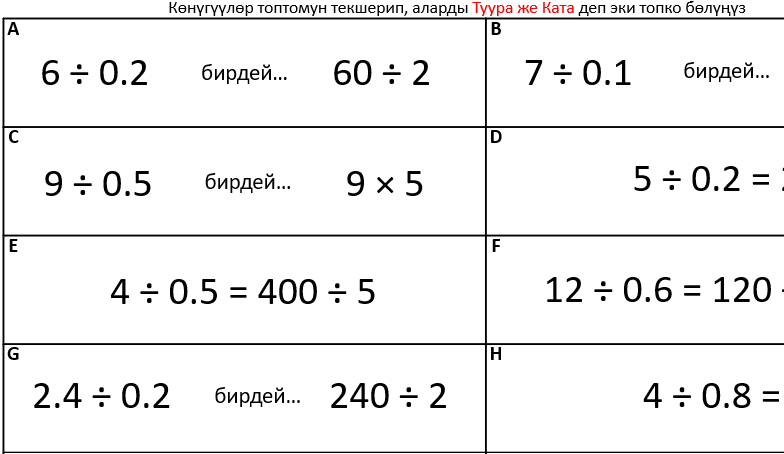 Көнүгүүлөр топтомун текшерип, аларды Туура же Ката деп эки топко бөлүңүз
A
6 ÷ 0.2 бирдей... 60 ÷ 2
B
7 ÷ 0.1 бирдей...
C
9 ÷ 0.5 бирдей... 9 × 5
D
5 ÷ 0.2 =
E
4 ÷ 0.5 = 400 ÷ 5
F
12 ÷ 0.6 = 120
G
2.4 ÷ 0.2 бирдей... 240 ÷ 2
H
4 ÷ 0.8 =